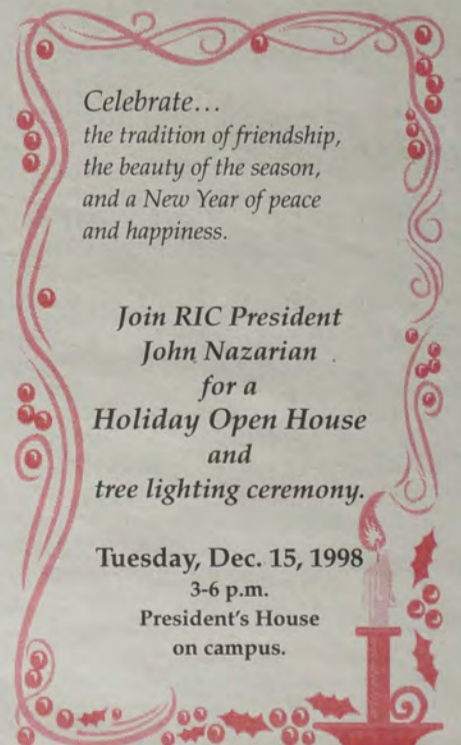 Celebrate...
the tradition of friendship,
the beauty of the season,
and a New Year of peace
and happiness.
Join RIC President
John Nazarian
for a
Holiday Open House
and
tree lighting ceremony.
Tuesday, Dec. 15, 1998
3-6 p.m.
President's House
on campus.